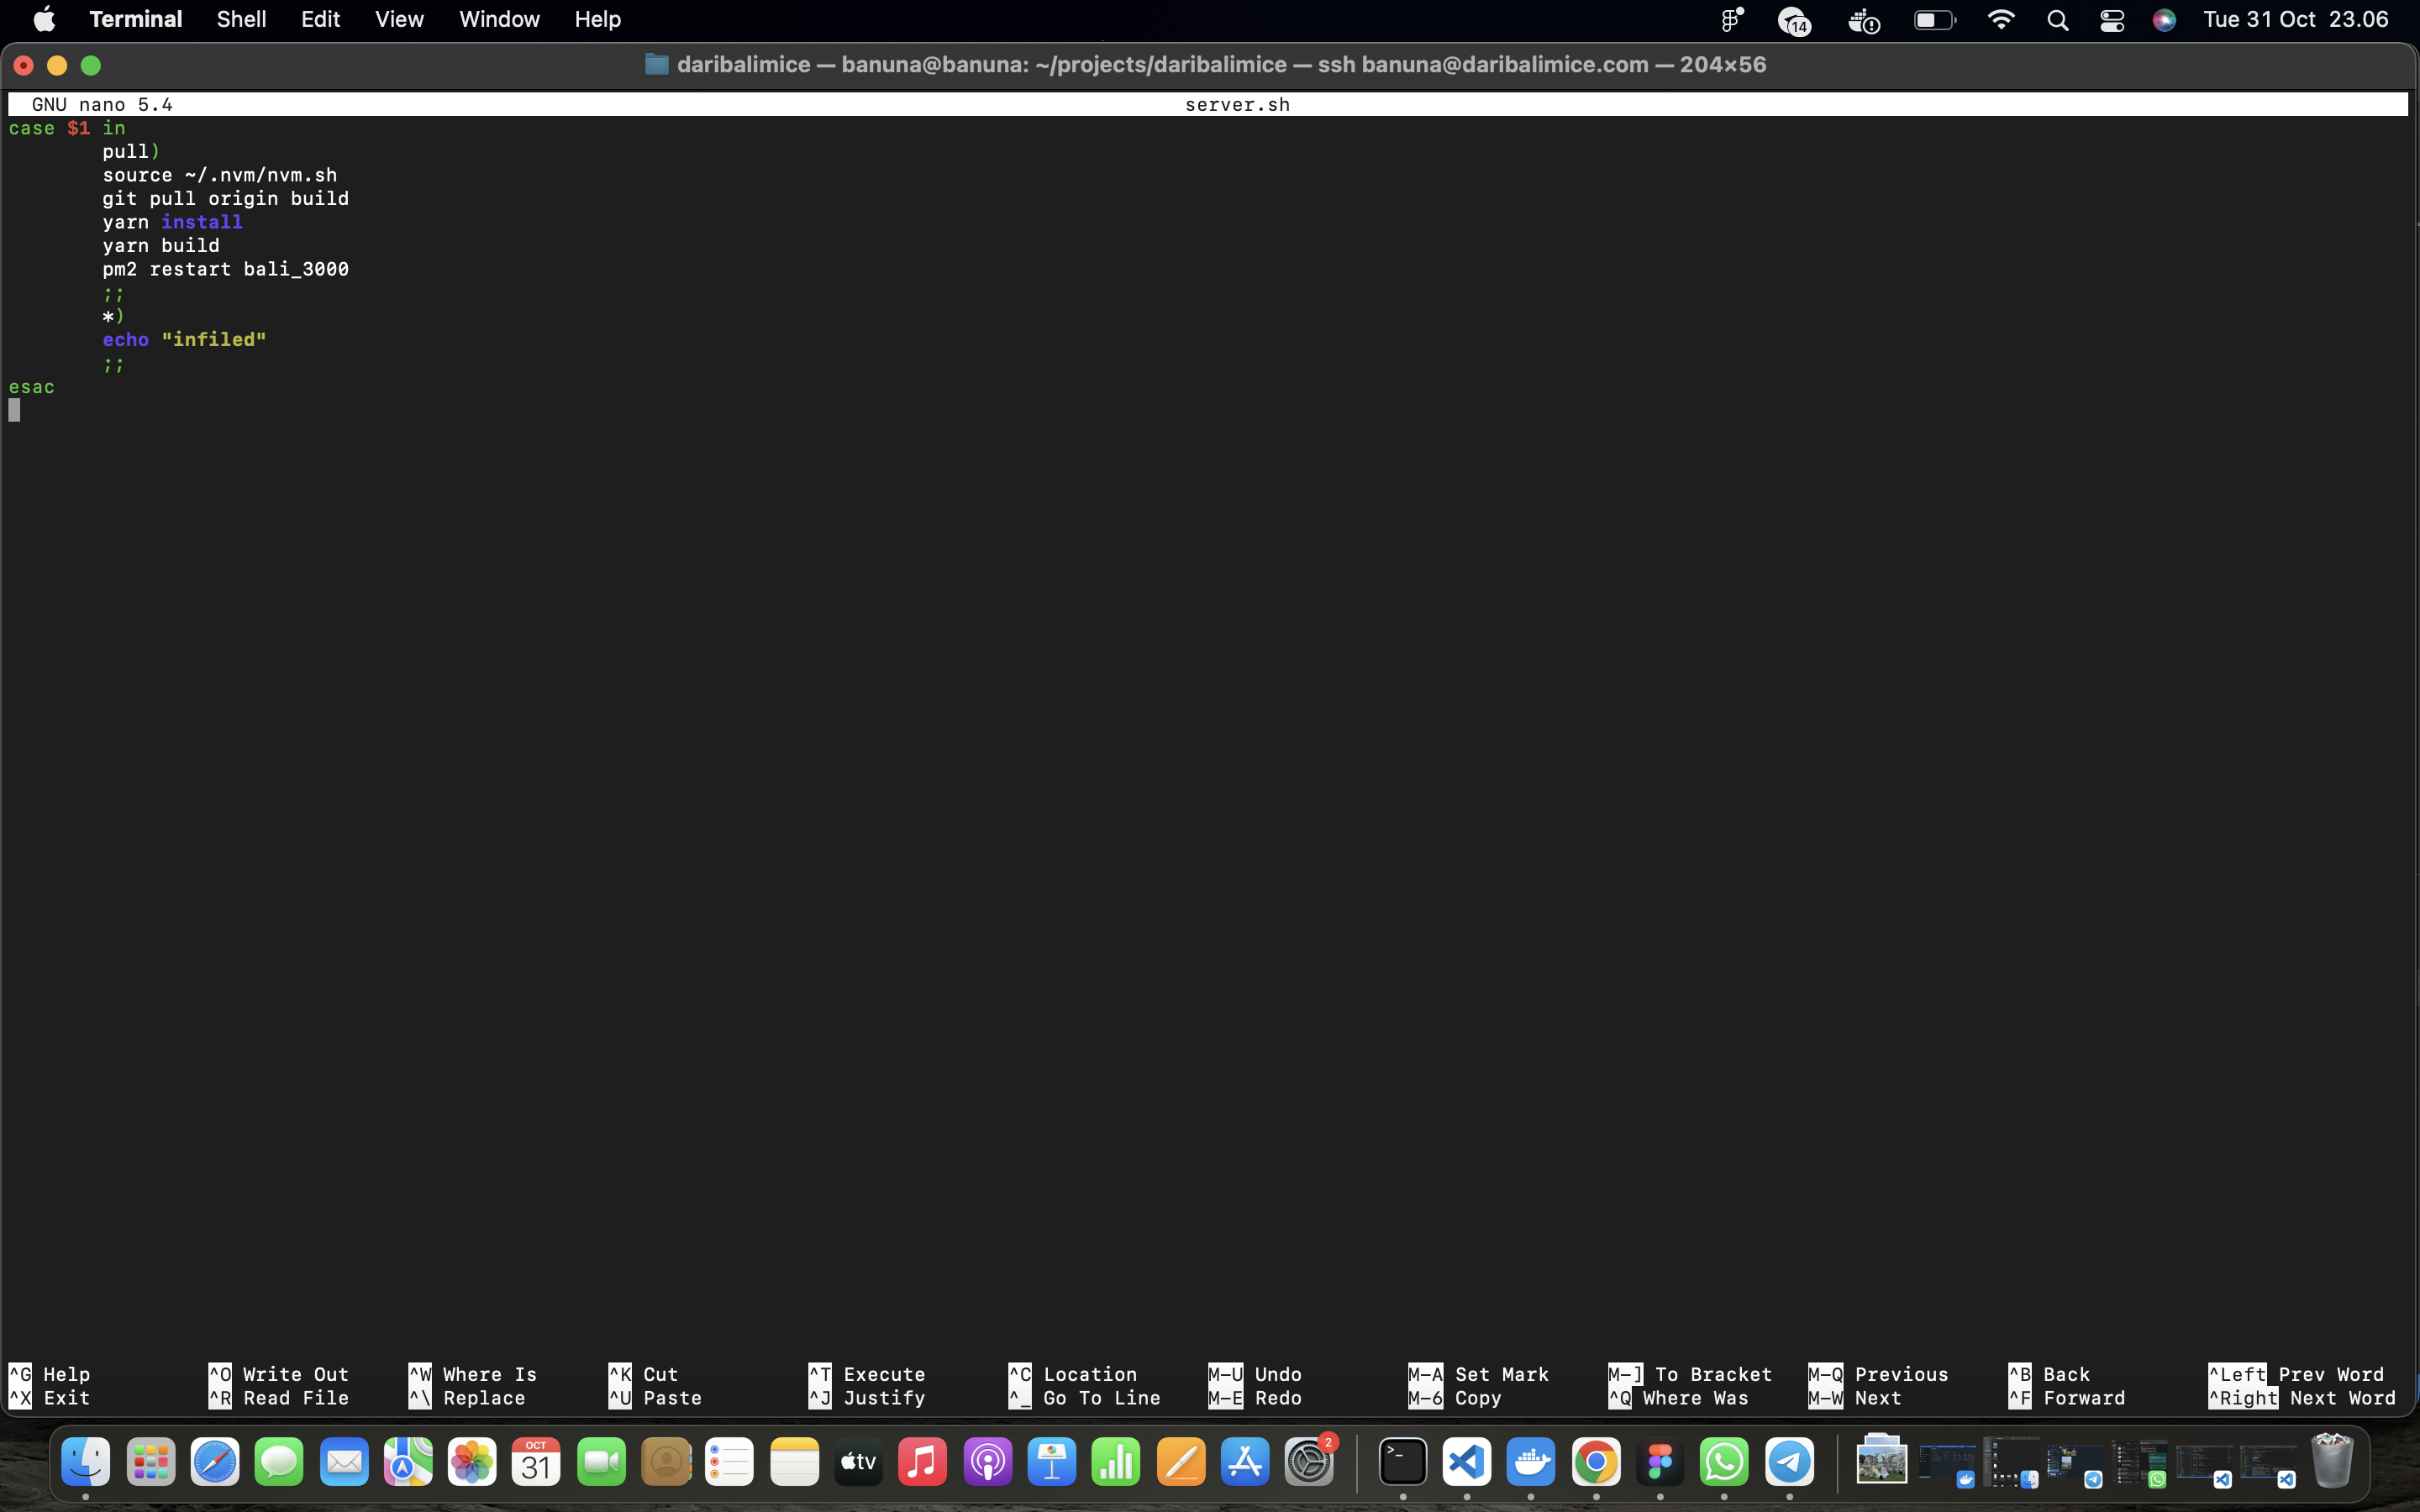 Terminal Shell Edit View Window Help 14 Tue 31 Oct 23.06
daribalimice — banuna@banuna: ~/projects/daribalimice — ssh banuna@daribalimice.com — 204×56
GNU nano 5.4 server.sh
case $1 in
pull)
source ~/.nvm/nvm.sh
git pull origin build
yarn install
yarn build
pm2 restart bali_3000
;;
*)
echo "infiled"
;;
esac
^G Help ^O Write Out ^W Where Is ^K Cut ^T Execute ^C Location M-U Undo M-A Set Mark M-] To Bracket M-Q Previous ^B Back ^Left Prev Word
^X Exit ^R Read File ^\ Replace ^U Paste ^J Justify ^_ Go To Line M-E Redo M-6 Copy ^Q Where Was M-W Next ^F Forward ^Right Next Word
OCT
31
tv
2
>_